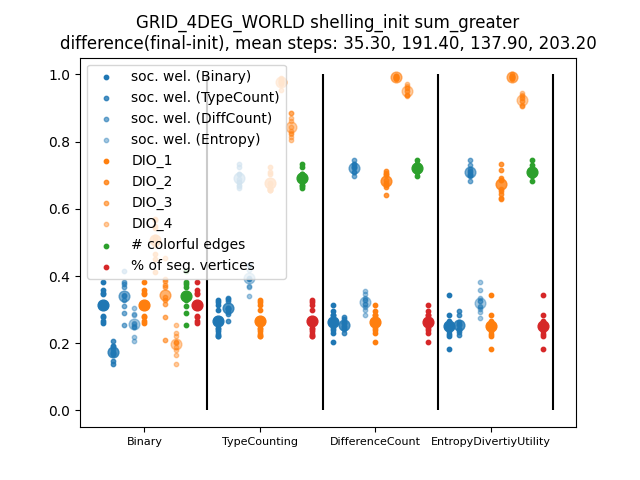 GRID_4DEG_WORLD shelling_init sum_greater
difference(final-init), mean steps: 35.30, 191.40, 137.90, 203.20
1.0
0.8
0.6
0.4
0.2
0.0
soc. wel. (Binary)
soc. wel. (TypeCount)
soc. wel. (DiffCount)
soc. wel. (Entropy)
DIO_1
DIO_2
DIO_3
DIO_4
# colorful edges
% of seg. vertices
Binary
TypeCounting
DifferenceCount
EntropyDivertiyUtility